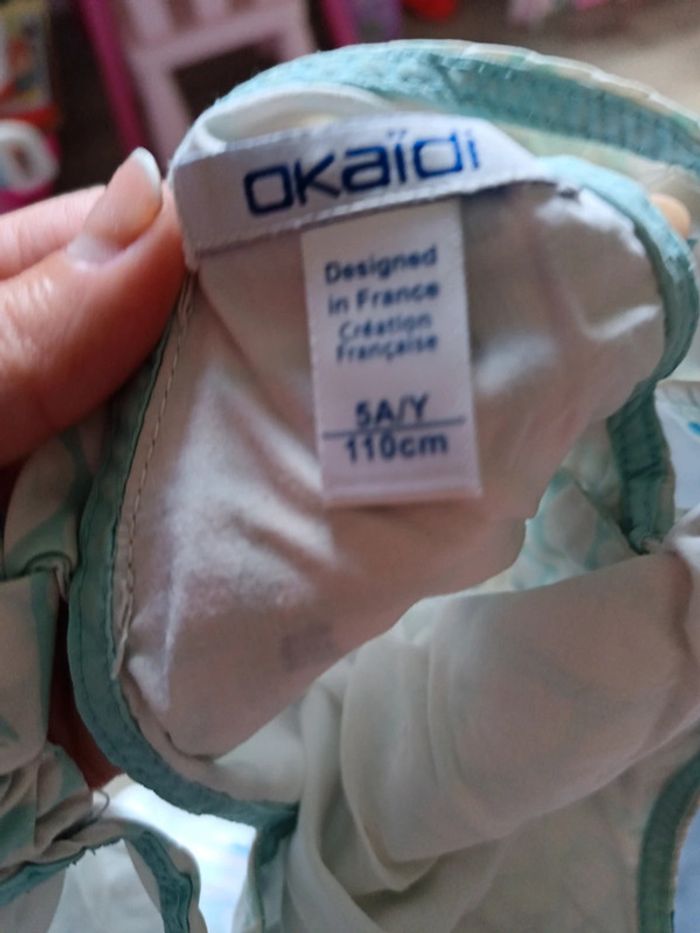 okaïdi
Designed
in France
Création
Française
5A/Y
110cm